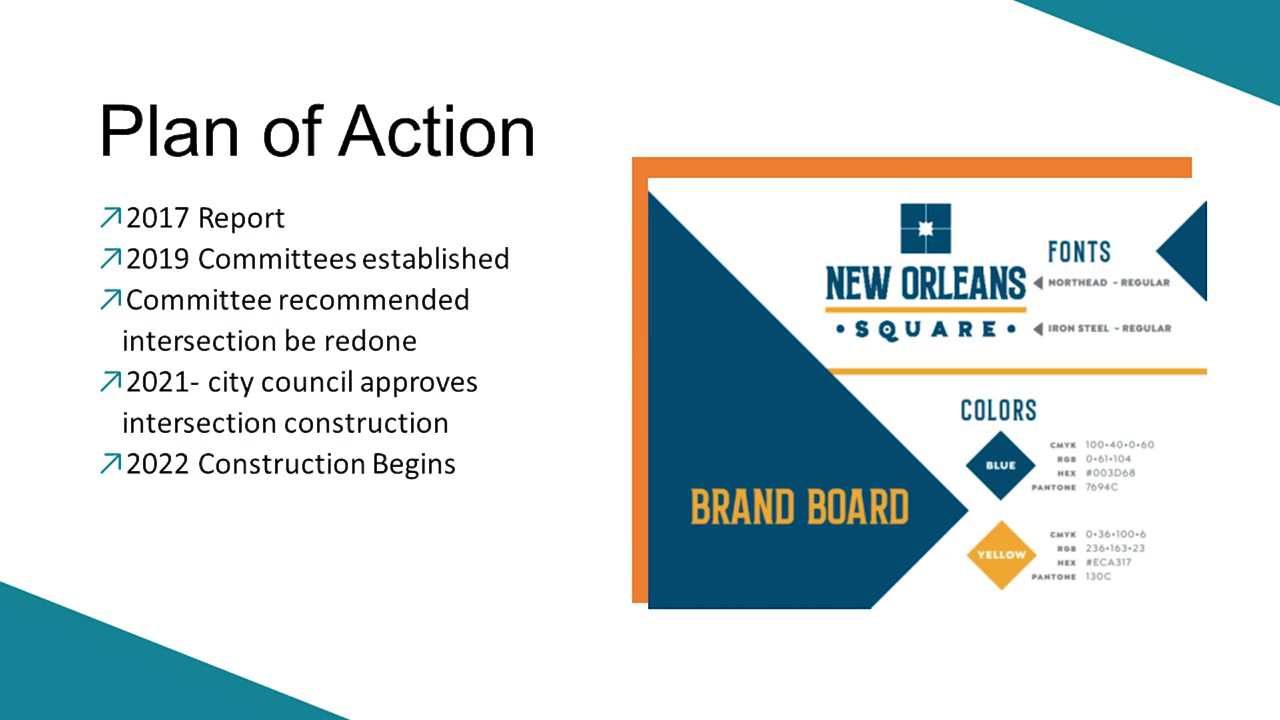 Plan of Action
2017 Report
2019 Committees established
Committee recommended
intersection be redone
2021- city council approves
intersection construction
2022 Construction Begins
NEW ORLEANS
• SQUARE •
FONTS
NORTHEAD - REGULAR
IRON STEEL - REGULAR
BRAND BOARD
COLORS
BLUE
CMYK 100•40•0•60
RGB 0•61•104
HEX #003D68
PANTONE 7694C
YELLOW
CMYK 0•36•100•6
RGB 236•163•23
HEX #ECA317
PANTONE 130C